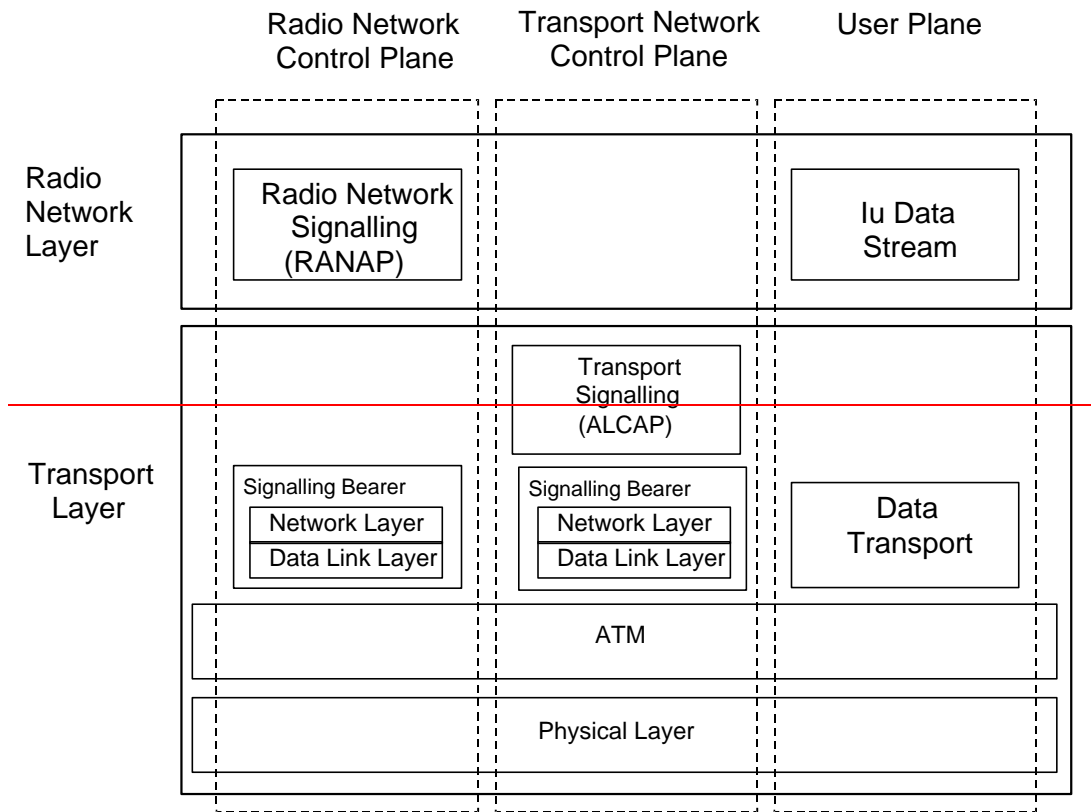 Radio Network
Control Plane
Transport Network
Control Plane
User Plane
Radio
Network
Layer
Radio Network
Signalling
(RANAP)
Iu Data
Stream
Transport
Signalling
(ALCAP)
Transport
Layer
Signalling Bearer
Network Layer
Data Link Layer
Signalling Bearer
Network Layer
Data Link Layer
Data
Transport
ATM
Physical Layer